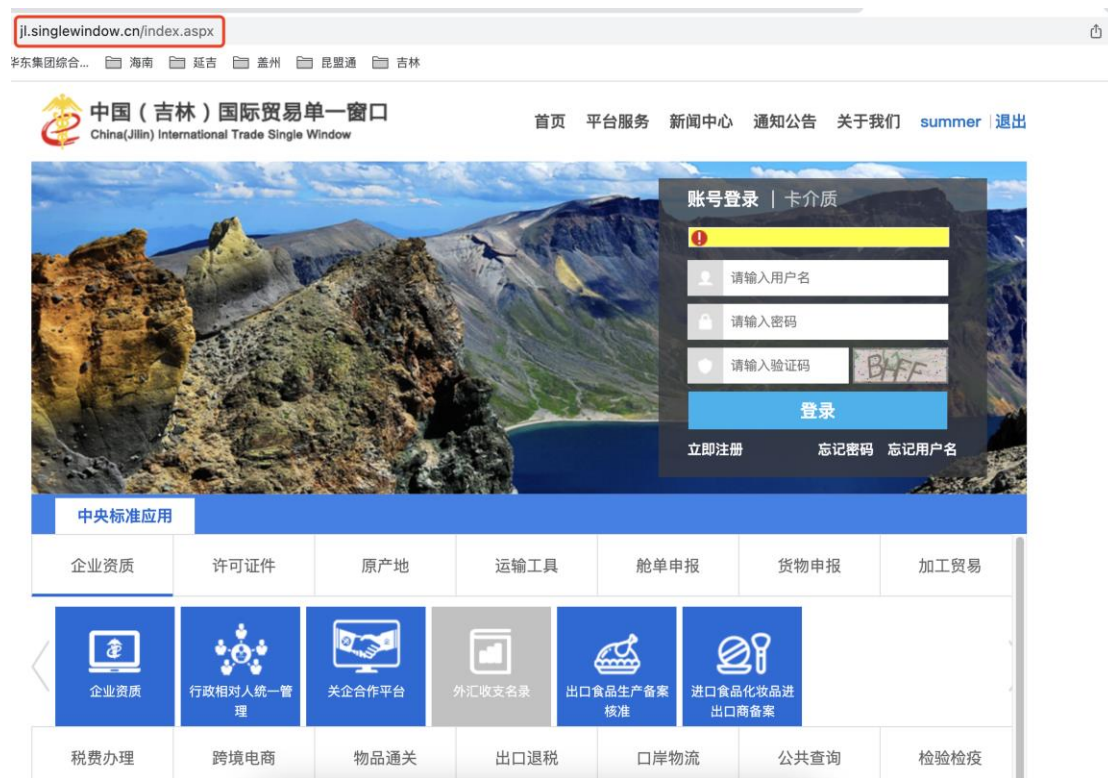 jl.singlewindow.cn/index.aspx
华东集团综合... 海南 延吉 盖州 昆盟通 吉林
中国（吉林）国际贸易单一窗口
China(Jilin) International Trade Single Window
首页 平台服务 新闻中心 通知公告 关于我们 summer 退出
账号登录 | 卡介质
请输入用户名
请输入密码
请输入验证码 BHFF
登录
立即注册 忘记密码 忘记用户名
中央标准应用
企业资质 许可证件 原产地 运输工具 舱单申报 货物申报 加工贸易
企业资质 行政相对人统一管理 关企合作平台 外汇收支名录 出口食品生产备案核准 进口食品化妆品进出口商备案
税费办理 跨境电商 物品通关 出口退税 口岸物流 公共查询 检验检疫